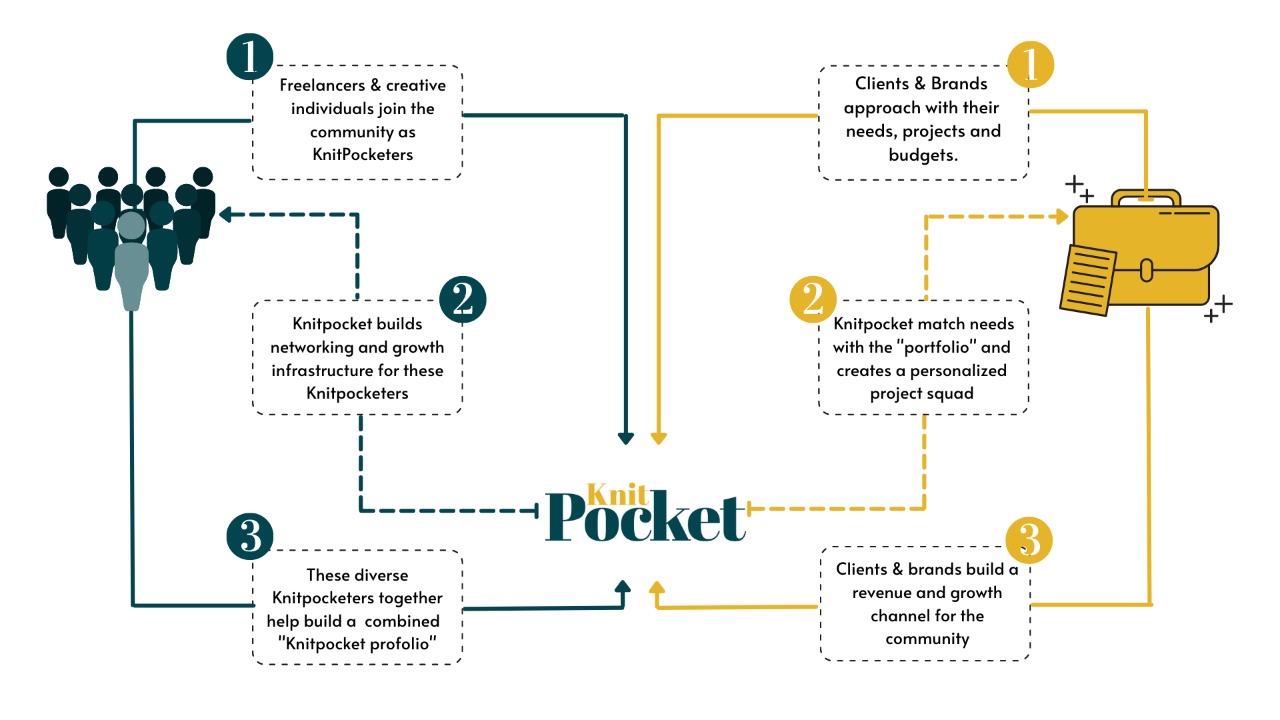 1
Freelancers & creative
individuals join the
community as
KnitPocketers
2
Knitpocket builds
networking and growth
infrastructure for these
Knitpocketers
3
These diverse
Knitpocketers together
help build a combined
"Knitpocket profolio"
Knit
Pocket
1
Clients & Brands
approach with their
needs, projects and
budgets.
2
Knitpocket match needs
with the "portfolio" and
creates a personalized
project squad
3
Clients & brands build a
revenue and growth
channel for the
community